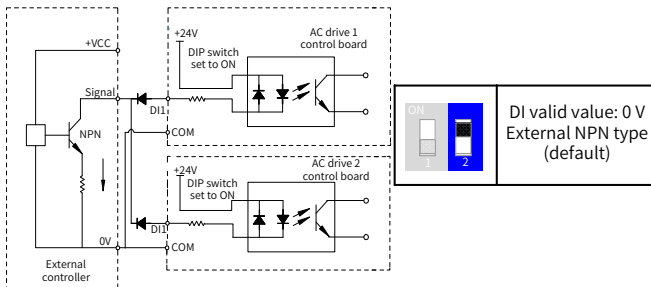 +VCC
Signal
NPN
0V
External
controller
+24V
DIP switch
set to ON
AC drive 1
control board
DI1
COM
+24V
DIP switch
set to ON
AC drive 2
control board
DI1
COM
ON
1
2
DI valid value: 0 V
External NPN type
(default)